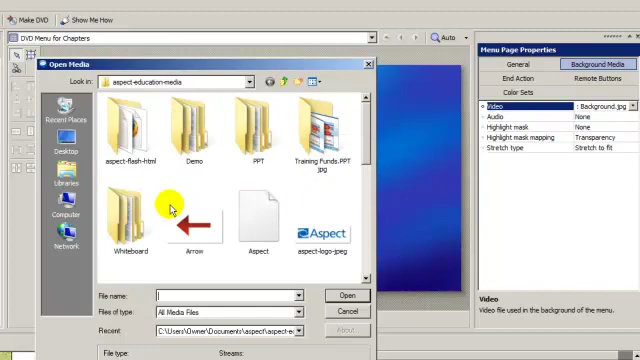 Make DVD Show Me How
DVD Menu for Chapters
Auto
Menu Page Properties
General Background Media
End Action Remote Buttons
Color Sets
Video : Background.jpg
Audio None
Highlight mask None
Highlight mask mapping Transparency
Stretch type Stretch to fit
Open Media
Look in: aspect-education-media
Recent Places
Desktop
Libraries
Computer
Network
aspect-flash-html Demo PPT Training Funds.PPT jpg
Aspect
Whiteboard Arrow Aspect aspect-logo-jpeg
File name: Open
Files of type: All Media Files Cancel
Recent: C:\Users\Owner\Documents\aspect\aspect-ec About
File type: Streams:
Video
Video file used in the background of the menu.